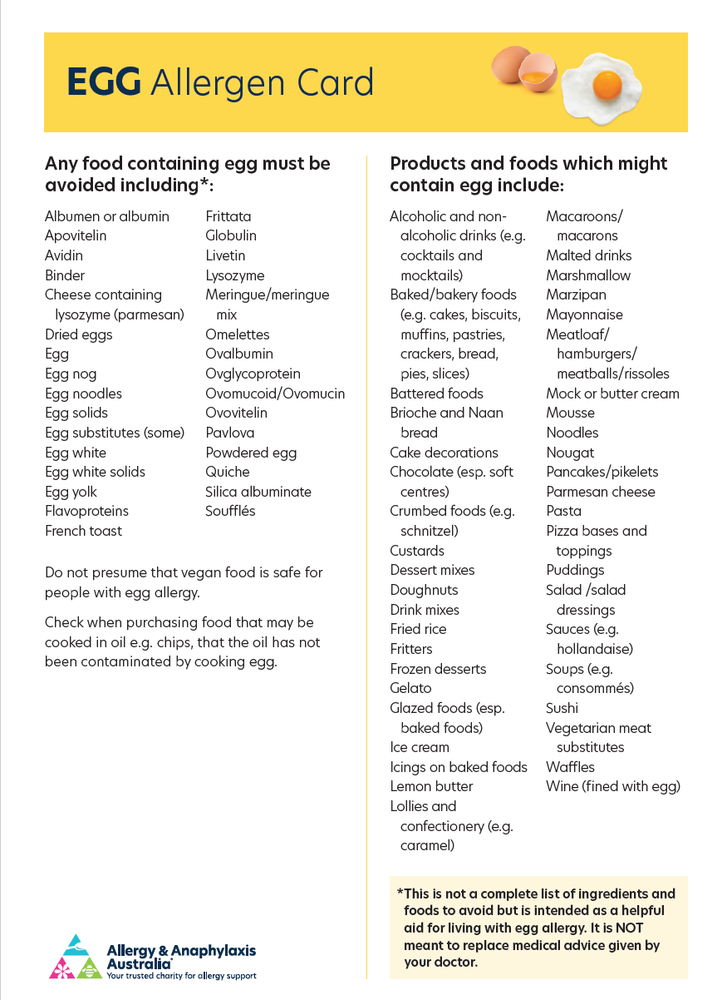 EGG Allergen Card
Any food containing egg must be
avoided including*:
Albumen or albumin
Apovitelin
Avidin
Binder
Cheese containing
lysozyme (parmesan)
Dried eggs
Egg
Egg nog
Egg noodles
Egg solids
Egg substitutes (some)
Egg white
Egg white solids
Egg yolk
Flavoproteins
French toast
Frittata
Globulin
Livetin
Lysozyme
Meringue/meringue
mix
Omelettes
Ovalbumin
Ovglycoprotein
Ovomucoid/Ovomucin
Ovovitelin
Pavlova
Powdered egg
Quiche
Silica albuminate
Soufflés
Do not presume that vegan food is safe for
people with egg allergy.
Check when purchasing food that may be
cooked in oil e.g. chips, that the oil has not
been contaminated by cooking egg.
Products and foods which might
contain egg include:
Alcoholic and non-
alcoholic drinks (e.g.
cocktails and
mocktails)
Baked/bakery foods
(e.g. cakes, biscuits,
muffins, pastries,
crackers, bread,
pies, slices)
Battered foods
Brioche and Naan
bread
Cake decorations
Chocolate (esp. soft
centres)
Crumbed foods (e.g.
schnitzel)
Custards
Dessert mixes
Doughnuts
Drink mixes
Fried rice
Fritters
Frozen desserts
Gelato
Glazed foods (esp.
baked foods)
Ice cream
Icings on baked foods
Lemon butter
Lollies and
confectionery (e.g.
caramel)
Macaroons/
macarons
Malted drinks
Marshmallow
Marzipan
Mayonnaise
Meatloaf/
hamburgers/
meatballs/rissoles
Mock or butter cream
Mousse
Noodles
Nougat
Pancakes/pikelets
Parmesan cheese
Pasta
Pizza bases and
toppings
Puddings
Salad /salad
dressings
Sauces (e.g.
hollandaise)
Soups (e.g.
consommés)
Sushi
Vegetarian meat
substitutes
Waffles
Wine (fined with egg)
*This is not a complete list of ingredients and
foods to avoid but is intended as a helpful
aid for living with egg allergy. It is NOT
meant to replace medical advice given by
your doctor.
Allergy & Anaphylaxis
Australia
Your trusted charity for allergy support